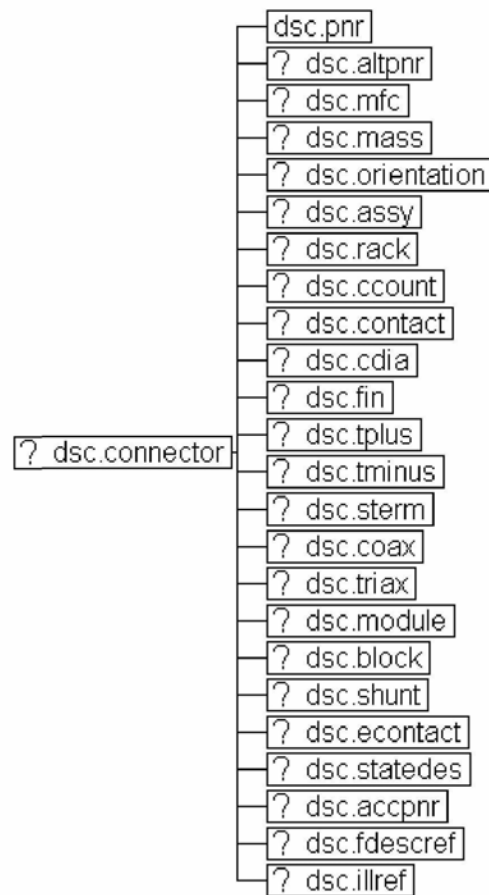 dsc.pnr
? dsc.altpnr
? dsc.mfc
? dsc.mass
? dsc.orientation
? dsc.assy
? dsc.rack
? dsc.ccount
? dsc.contact
? dsc.cdia
? dsc.fin
? dsc.connector
? dsc.tplus
? dsc.tminus
? dsc.sterm
? dsc.coax
? dsc.triax
? dsc.module
? dsc.block
? dsc.shunt
? dsc.econtact
? dsc.statedes
? dsc.accpnr
? dsc.fdescref
? dsc.illref